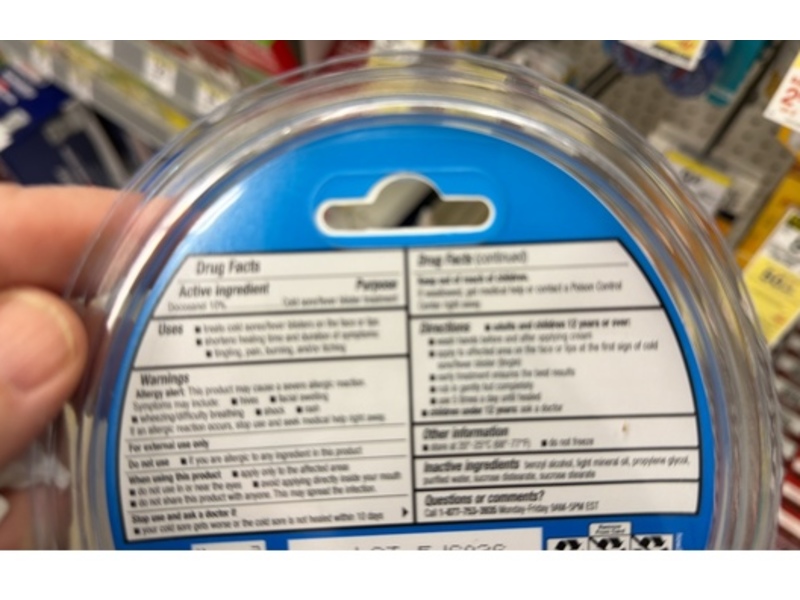 Drug Facts
Active ingredient
Docosanol 10%
Purpose
Cold sore/fever blister treatment
Uses ■ treats cold sores/fever blisters on the face or lips
■ shortens healing time and duration of symptoms:
■ tingling, pain, burning, and/or itching
Warnings
Allergy alert: This product may cause a severe allergic reaction.
Symptoms may include: ■ hives ■ facial swelling
■ wheezing/difficulty breathing ■ shock ■ rash
If an allergic reaction occurs, stop use and seek medical help right away.
For external use only
Do not use ■ if you are allergic to any ingredient in this product
When using this product ■ apply only to the affected areas
■ do not use in or near the eyes ■ avoid applying directly inside your mouth
■ do not share this product with anyone. This may spread the infection.
Stop use and ask a doctor if
■ your cold sore gets worse or the cold sore is not healed within 10 days
Drug Facts (continued)
Keep out of reach of children.
If swallowed, get medical help or contact a Poison Control
Center right away.
Directions ■ adults and children 12 years or over:
■ wash hands before and after applying cream
■ apply to affected area on the face or lips at the first sign of cold
sore/fever blister (tingle)
■ early treatment ensures the best results
■ rub in gently but completely
■ use 5 times a day until healed
■ children under 12 years: ask a doctor
Other information
■ store at 20°-25°C (68°-77°F) ■ do not freeze
Inactive ingredients benzyl alcohol, light mineral oil, propylene glycol,
purified water, sucrose distearate, sucrose stearate
Questions or comments?
Call 1-877-753-3935 Monday-Friday 9AM-5PM EST
LOT